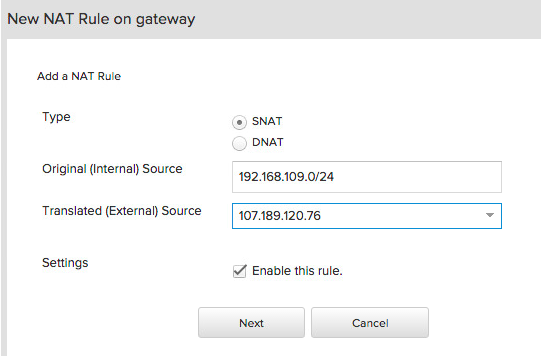 New NAT Rule on gateway
Add a NAT Rule
Type
SNAT
DNAT
Original (Internal) Source
192.168.109.0/24
Translated (External) Source
107.189.120.76
Settings
Enable this rule.
Next
Cancel